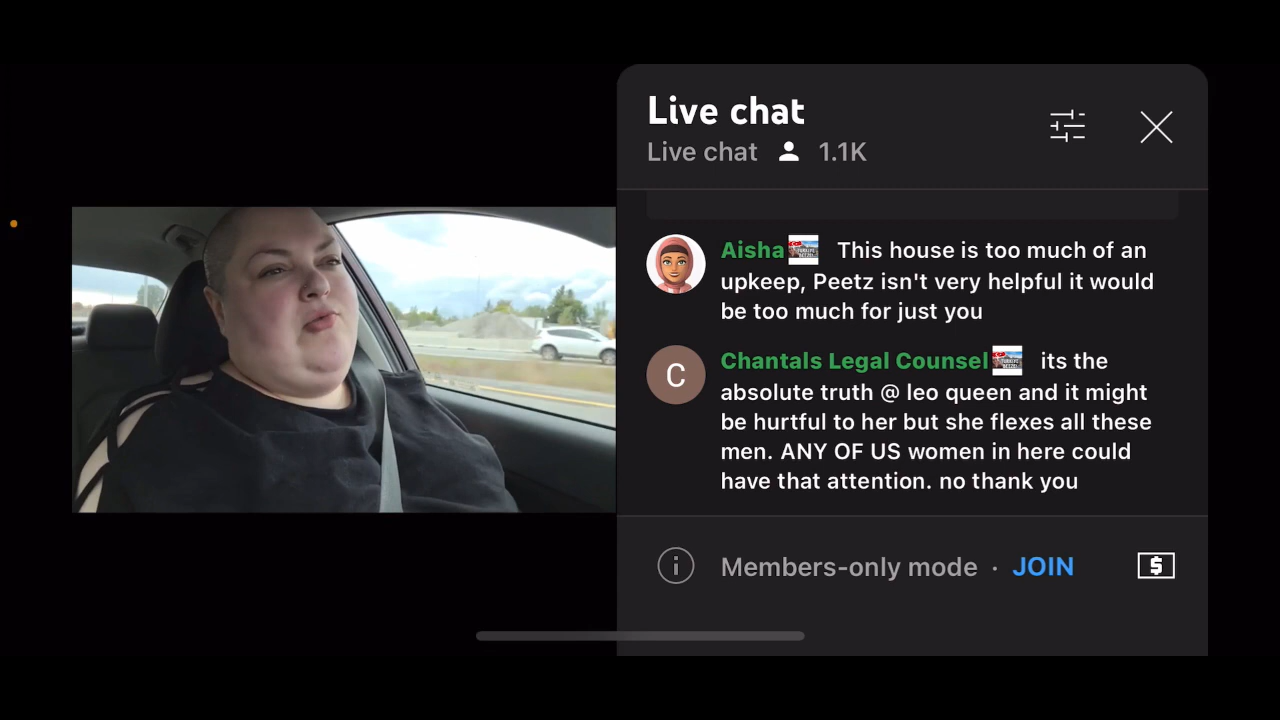 Live chat
Live chat 1.1K
Aisha This house is too much of an
upkeep, Peetz isn't very helpful it would
be too much for just you
C
Chantals Legal Counsel its the
absolute truth @ leo queen and it might
be hurtful to her but she flexes all these
men. ANY OF US women in here could
have that attention. no thank you
Members-only mode · JOIN